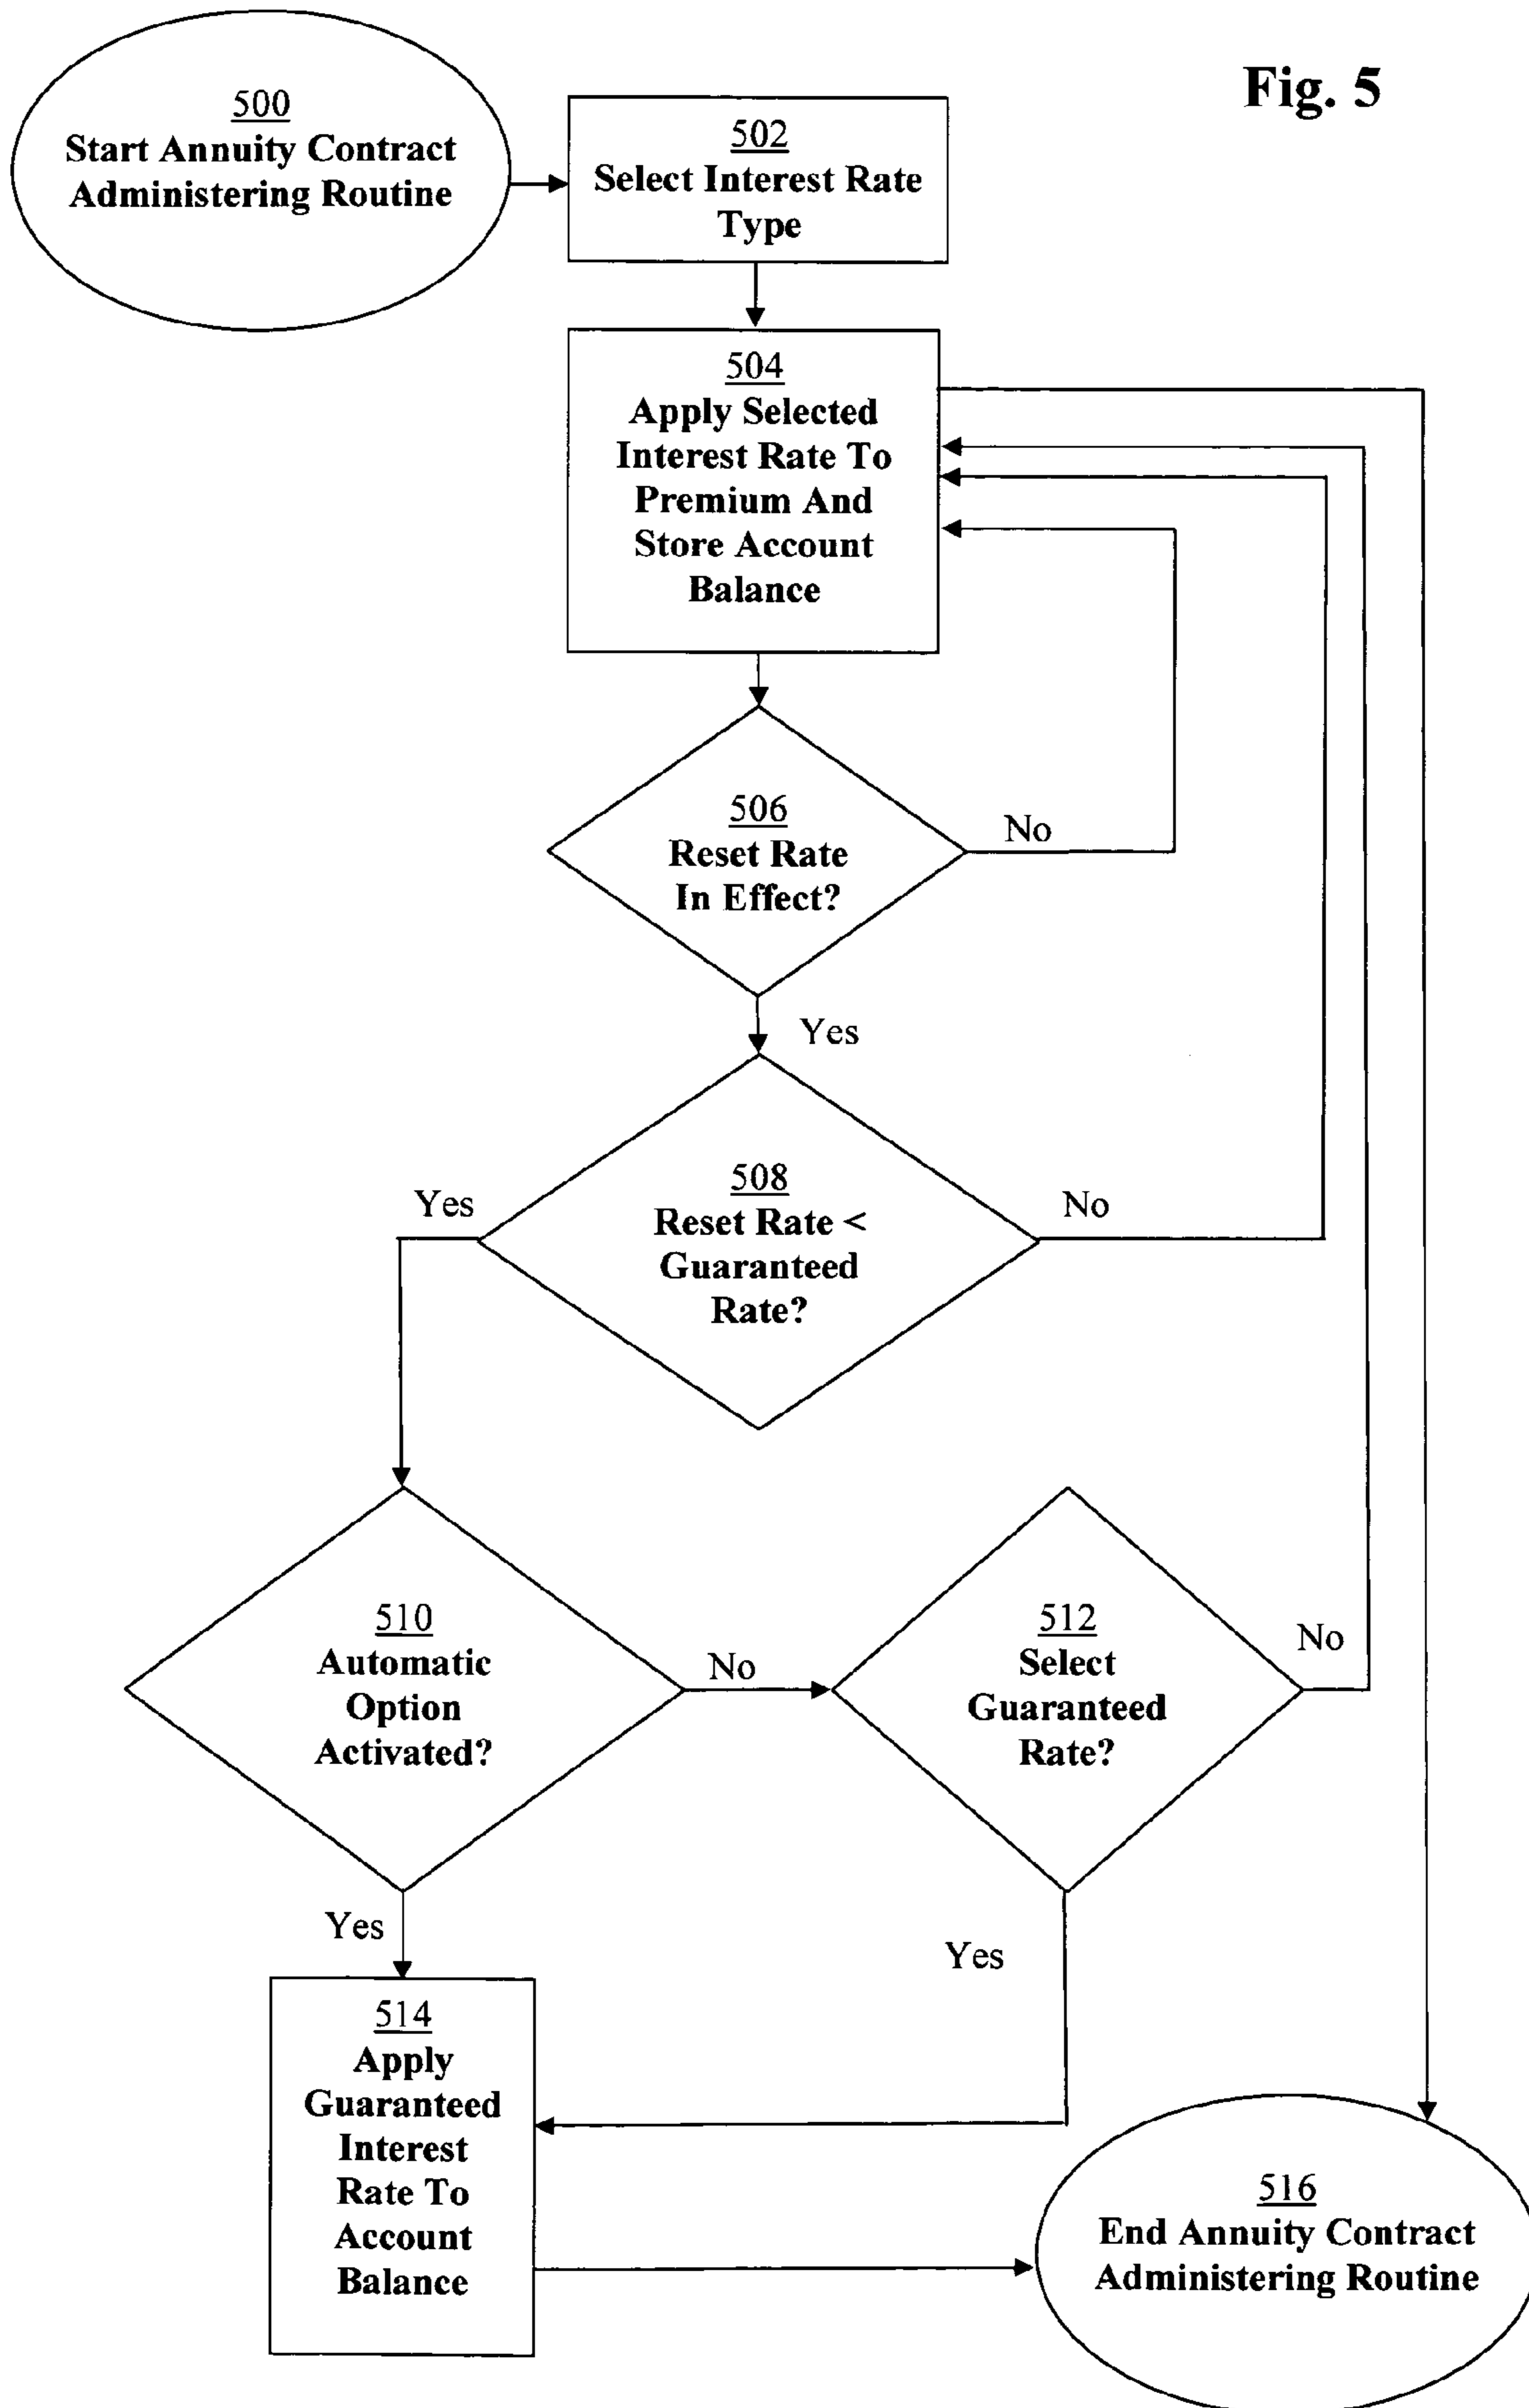 Fig. 5
500
Start Annuity Contract
Administering Routine
502
Select Interest Rate
Type
504
Apply Selected
Interest Rate To
Premium And
Store Account
Balance
506
Reset Rate
In Effect?
No
Yes
508
Reset Rate <
Guaranteed
Rate?
Yes
No
510
Automatic
Option
Activated?
No
512
Select
Guaranteed
Rate?
No
Yes
Yes
514
Apply
Guaranteed
Interest
Rate To
Account
Balance
516
End Annuity Contract
Administering Routine